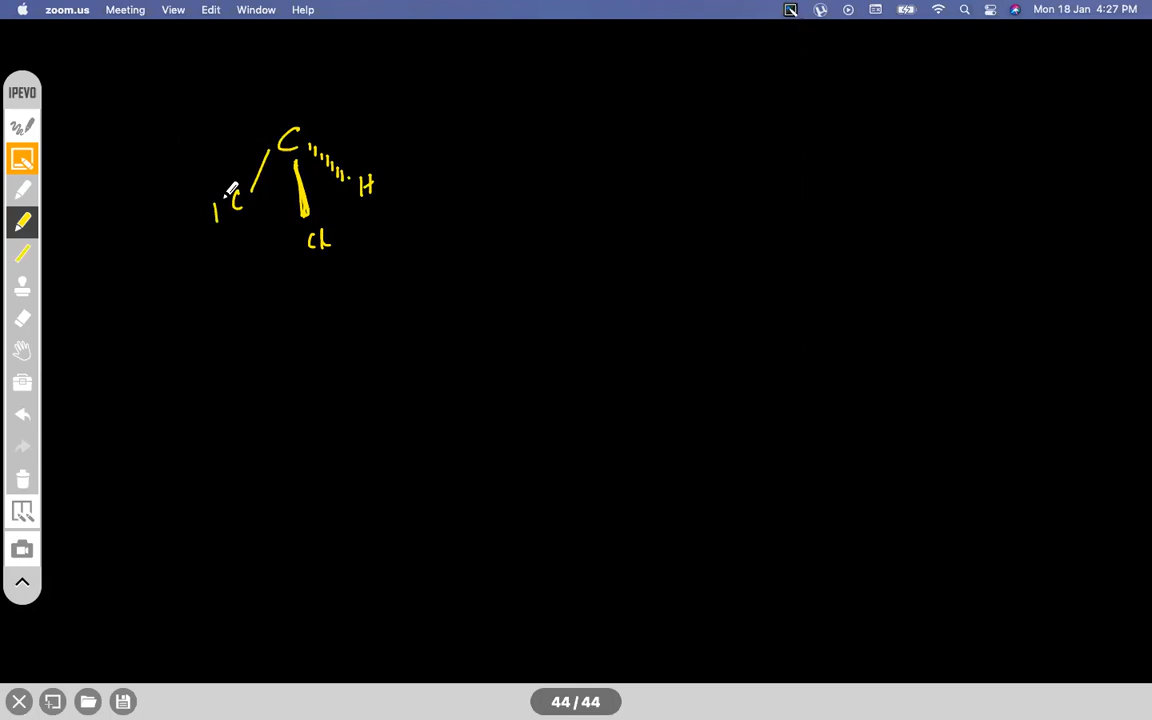 zoom.us Meeting View Edit Window Help Mon 18 Jan 4:27 PM
IPEVO
C
C H
Cl
44 / 44